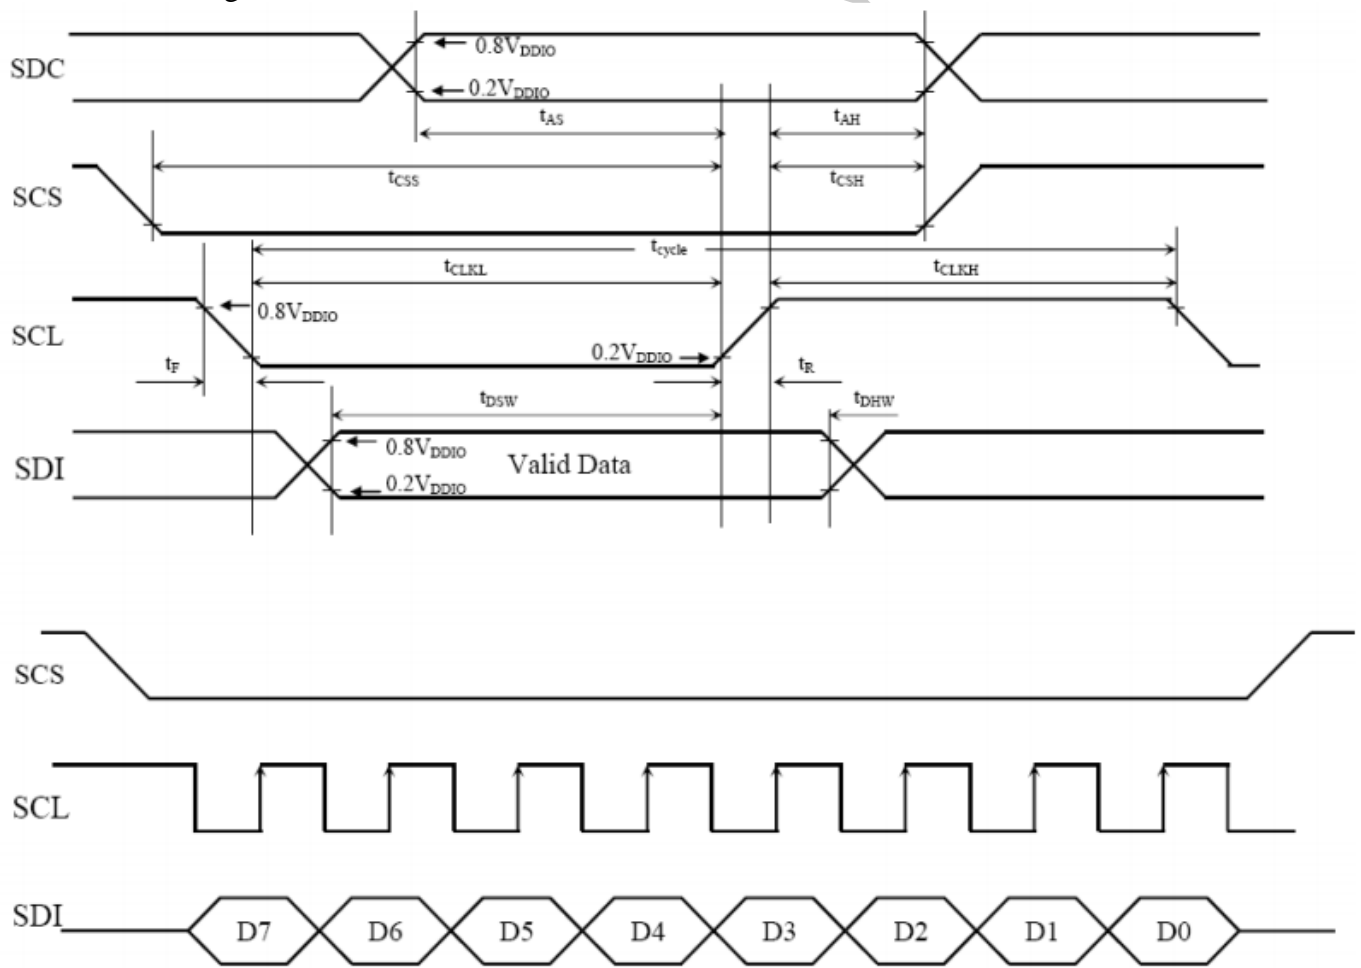 SDC
0.8VDDIO
0.2VDDIO
tAS
tAH
SCS
tCSS
tCSH
tcycle
tCLKL
tCLKH
SCL
0.8VDDIO
0.2VDDIO
tF
tR
tDSW
tDHW
SDI
0.8VDDIO
Valid Data
0.2VDDIO
SCS
SCL
SDI
D7 D6 D5 D4 D3 D2 D1 D0